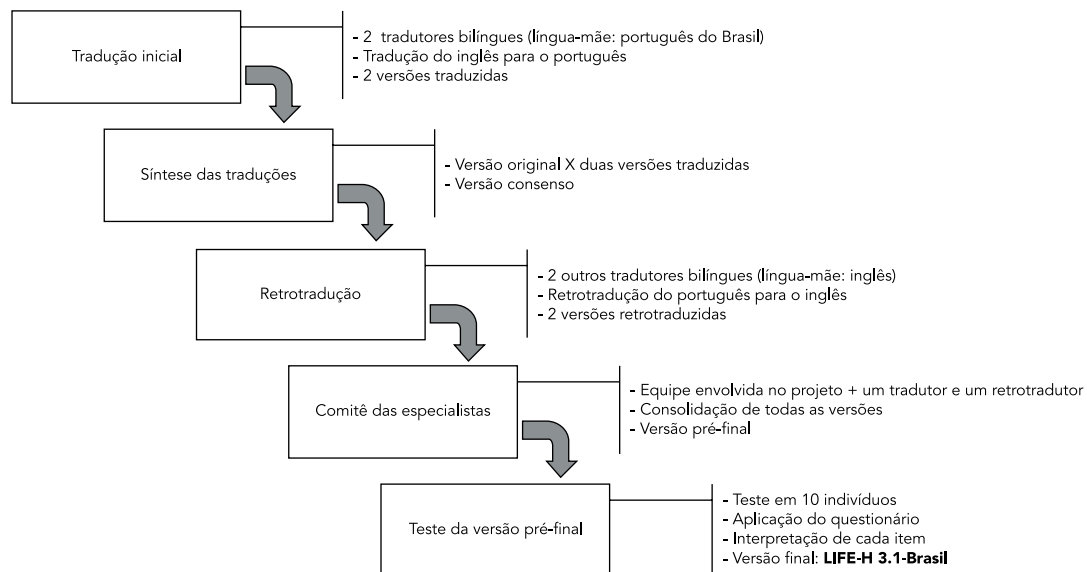 Tradução inicial
- 2 tradutores bilíngues (língua-mãe: português do Brasil)
- Tradução do inglês para o português
- 2 versões traduzidas
Síntese das traduções
- Versão original X duas versões traduzidas
- Versão consenso
Retrotradução
- 2 outros tradutores bilíngues (língua-mãe: inglês)
- Retrotradução do português para o inglês
- 2 versões retrotraduzidas
Comitê das especialistas
- Equipe envolvida no projeto + um tradutor e um retrotradutor
- Consolidação de todas as versões
- Versão pré-final
Teste da versão pré-final
- Teste em 10 indivíduos
- Aplicação do questionário
- Interpretação de cada item
- Versão final: LIFE-H 3.1-Brasil